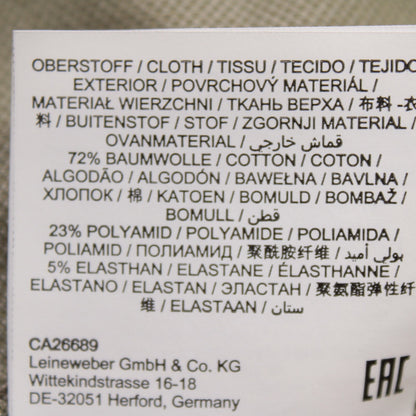 OBERSTOFF / CLOTH / TISSU / TECIDO / TEJIDO
EXTERIOR / POVRCHOVÝ MATERIÁL /
MATERIAŁ WIERZCHNI / ТКАНЬ ВЕРХА / 布料 -衣
料 / BUITENSTOF / STOF / ZGORNJI MATERIAL /
OVANMATERIAL / قماش خارجي
72% BAUMWOLLE / COTTON / COTON /
ALGODÃO / ALGODÓN / BAWEŁNA / BAVLNA /
ХЛОПОК / 棉 / KATOEN / BOMULD / BOMBAŽ /
BOMULL / قطن
23% POLYAMID / POLYAMIDE / POLIAMIDA /
POLIAMID / ПОЛИАМИД / 聚酰胺纤维 / بولي أميد /
5% ELASTHAN / ELASTANE / ÉLASTHANNE /
ELASTANO / ELASTAN / ЭЛАСТАН / 聚氨酯弹性纤
维 / ELASTAAN / ستان
CA26689
Leineweber GmbH & Co. KG
Wittekindstrasse 16-18
DE-32051 Herford, Germany
EAC